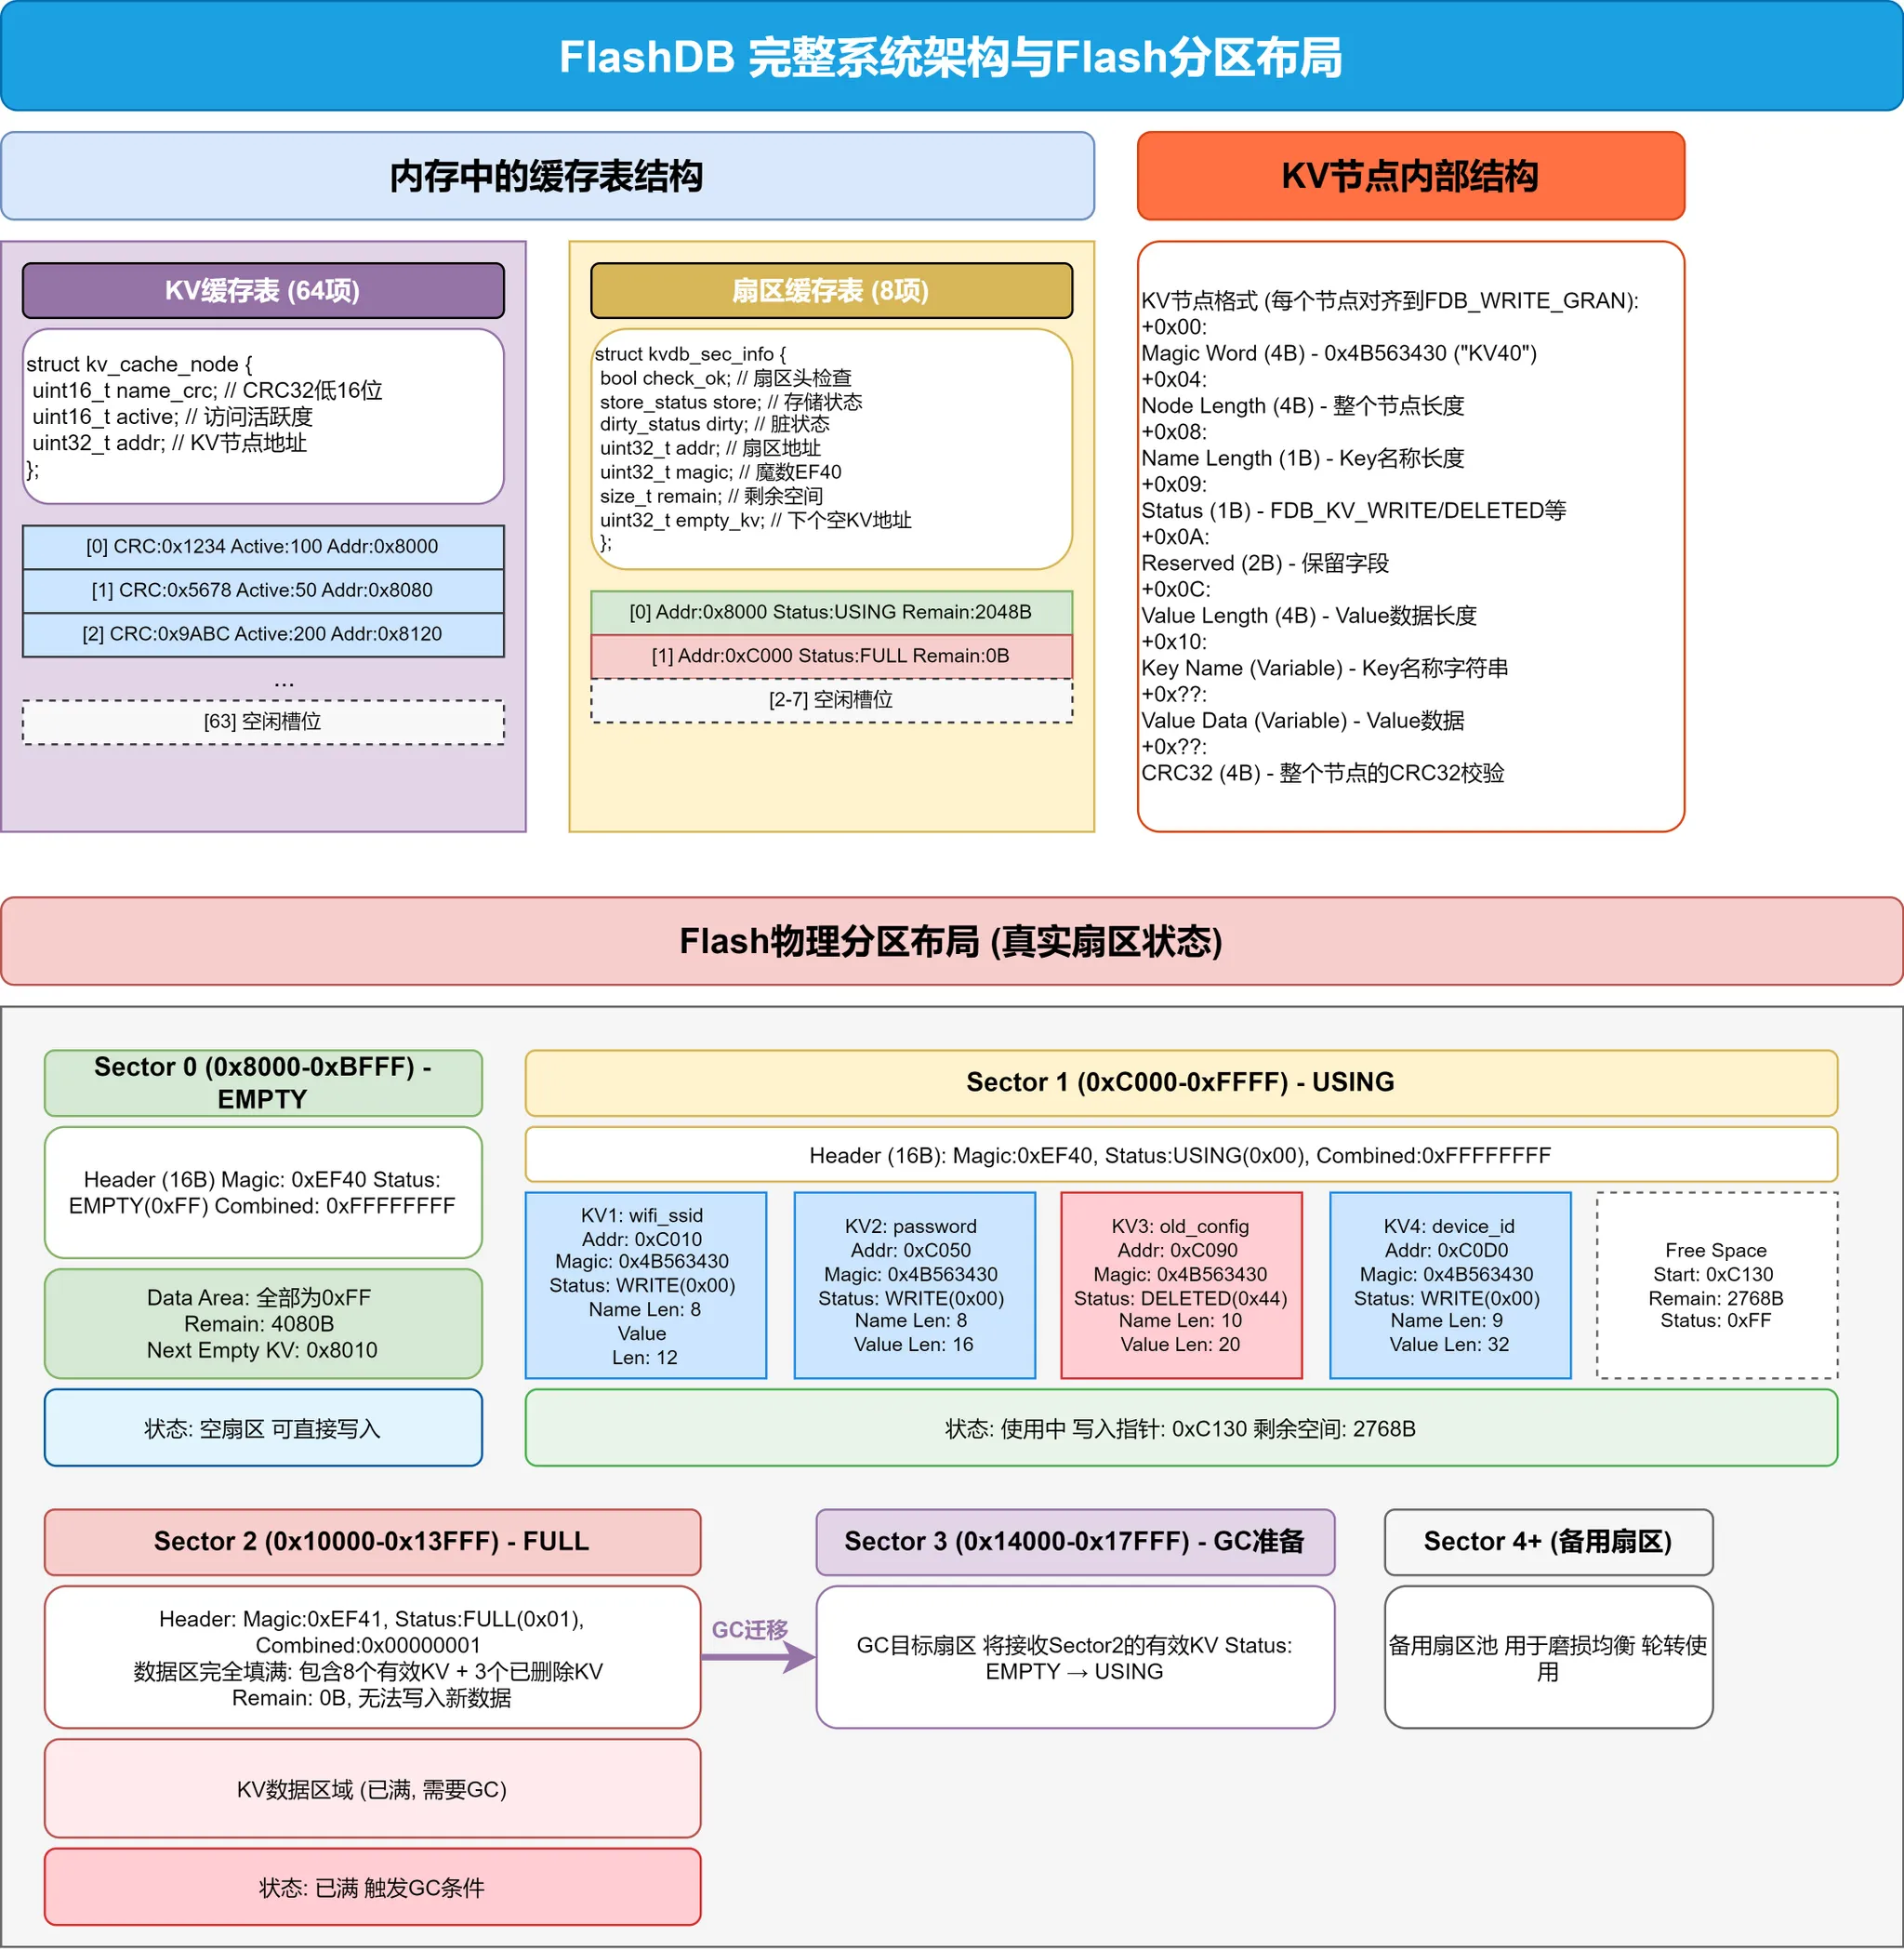 FlashDB 完整系统架构与Flash分区布局
内存中的缓存表结构
KV节点内部结构
KV缓存表 (64项)
struct kv_cache_node {
uint16_t name_crc; // CRC32低16位
uint16_t active; // 访问活跃度
uint32_t addr; // KV节点地址
};
[0] CRC:0x1234 Active:100 Addr:0x8000
[1] CRC:0x5678 Active:50 Addr:0x8080
[2] CRC:0x9ABC Active:200 Addr:0x8120
...
[63] 空闲槽位
扇区缓存表 (8项)
struct kvdb_sec_info {
bool check_ok; // 扇区头检查
store_status store; // 存储状态
dirty_status dirty; // 脏状态
uint32_t addr; // 扇区地址
uint32_t magic; // 魔数EF40
size_t remain; // 剩余空间
uint32_t empty_kv; // 下个空KV地址
};
[0] Addr:0x8000 Status:USING Remain:2048B
[1] Addr:0xC000 Status:FULL Remain:0B
[2-7] 空闲槽位
KV节点格式 (每个节点对齐到FDB_WRITE_GRAN):
+0x00:
Magic Word (4B) - 0x4B563430 ("KV40")
+0x04:
Node Length (4B) - 整个节点长度
+0x08:
Name Length (1B) - Key名称长度
+0x09:
Status (1B) - FDB_KV_WRITE/DELETED等
+0x0A:
Reserved (2B) - 保留字段
+0x0C:
Value Length (4B) - Value数据长度
+0x10:
Key Name (Variable) - Key名称字符串
+0x??:
Value Data (Variable) - Value数据
+0x??:
CRC32 (4B) - 整个节点的CRC32校验
Flash物理分区布局 (真实扇区状态)
Sector 0 (0x8000-0xBFFF) -
EMPTY
Header (16B) Magic: 0xEF40 Status:
EMPTY(0xFF) Combined: 0xFFFFFFFF
Data Area: 全部为0xFF
Remain: 4080B
Next Empty KV: 0x8010
状态: 空扇区 可直接写入
Sector 1 (0xC000-0xFFFF) - USING
Header (16B): Magic:0xEF40, Status:USING(0x00), Combined:0xFFFFFFFF
KV1: wifi_ssid
Addr: 0xC010
Magic: 0x4B563430
Status: WRITE(0x00)
Name Len: 8
Value
Len: 12
KV2: password
Addr: 0xC050
Magic: 0x4B563430
Status: WRITE(0x00)
Name Len: 8
Value Len: 16
KV3: old_config
Addr: 0xC090
Magic: 0x4B563430
Status: DELETED(0x44)
Name Len: 10
Value Len: 20
KV4: device_id
Addr: 0xC0D0
Magic: 0x4B563430
Status: WRITE(0x00)
Name Len: 9
Value Len: 32
Free Space
Start: 0xC130
Remain: 2768B
Status: 0xFF
状态: 使用中 写入指针: 0xC130 剩余空间: 2768B
Sector 2 (0x10000-0x13FFF) - FULL
Header: Magic:0xEF41, Status:FULL(0x01),
Combined:0x00000001
数据区完全填满: 包含8个有效KV + 3个已删除KV
Remain: 0B, 无法写入新数据
KV数据区域 (已满, 需要GC)
状态: 已满 触发GC条件
GC迁移
Sector 3 (0x14000-0x17FFF) - GC准备
GC目标扇区 将接收Sector2的有效KV Status:
EMPTY → USING
Sector 4+ (备用扇区)
备用扇区池 用于磨损均衡 轮转使
用